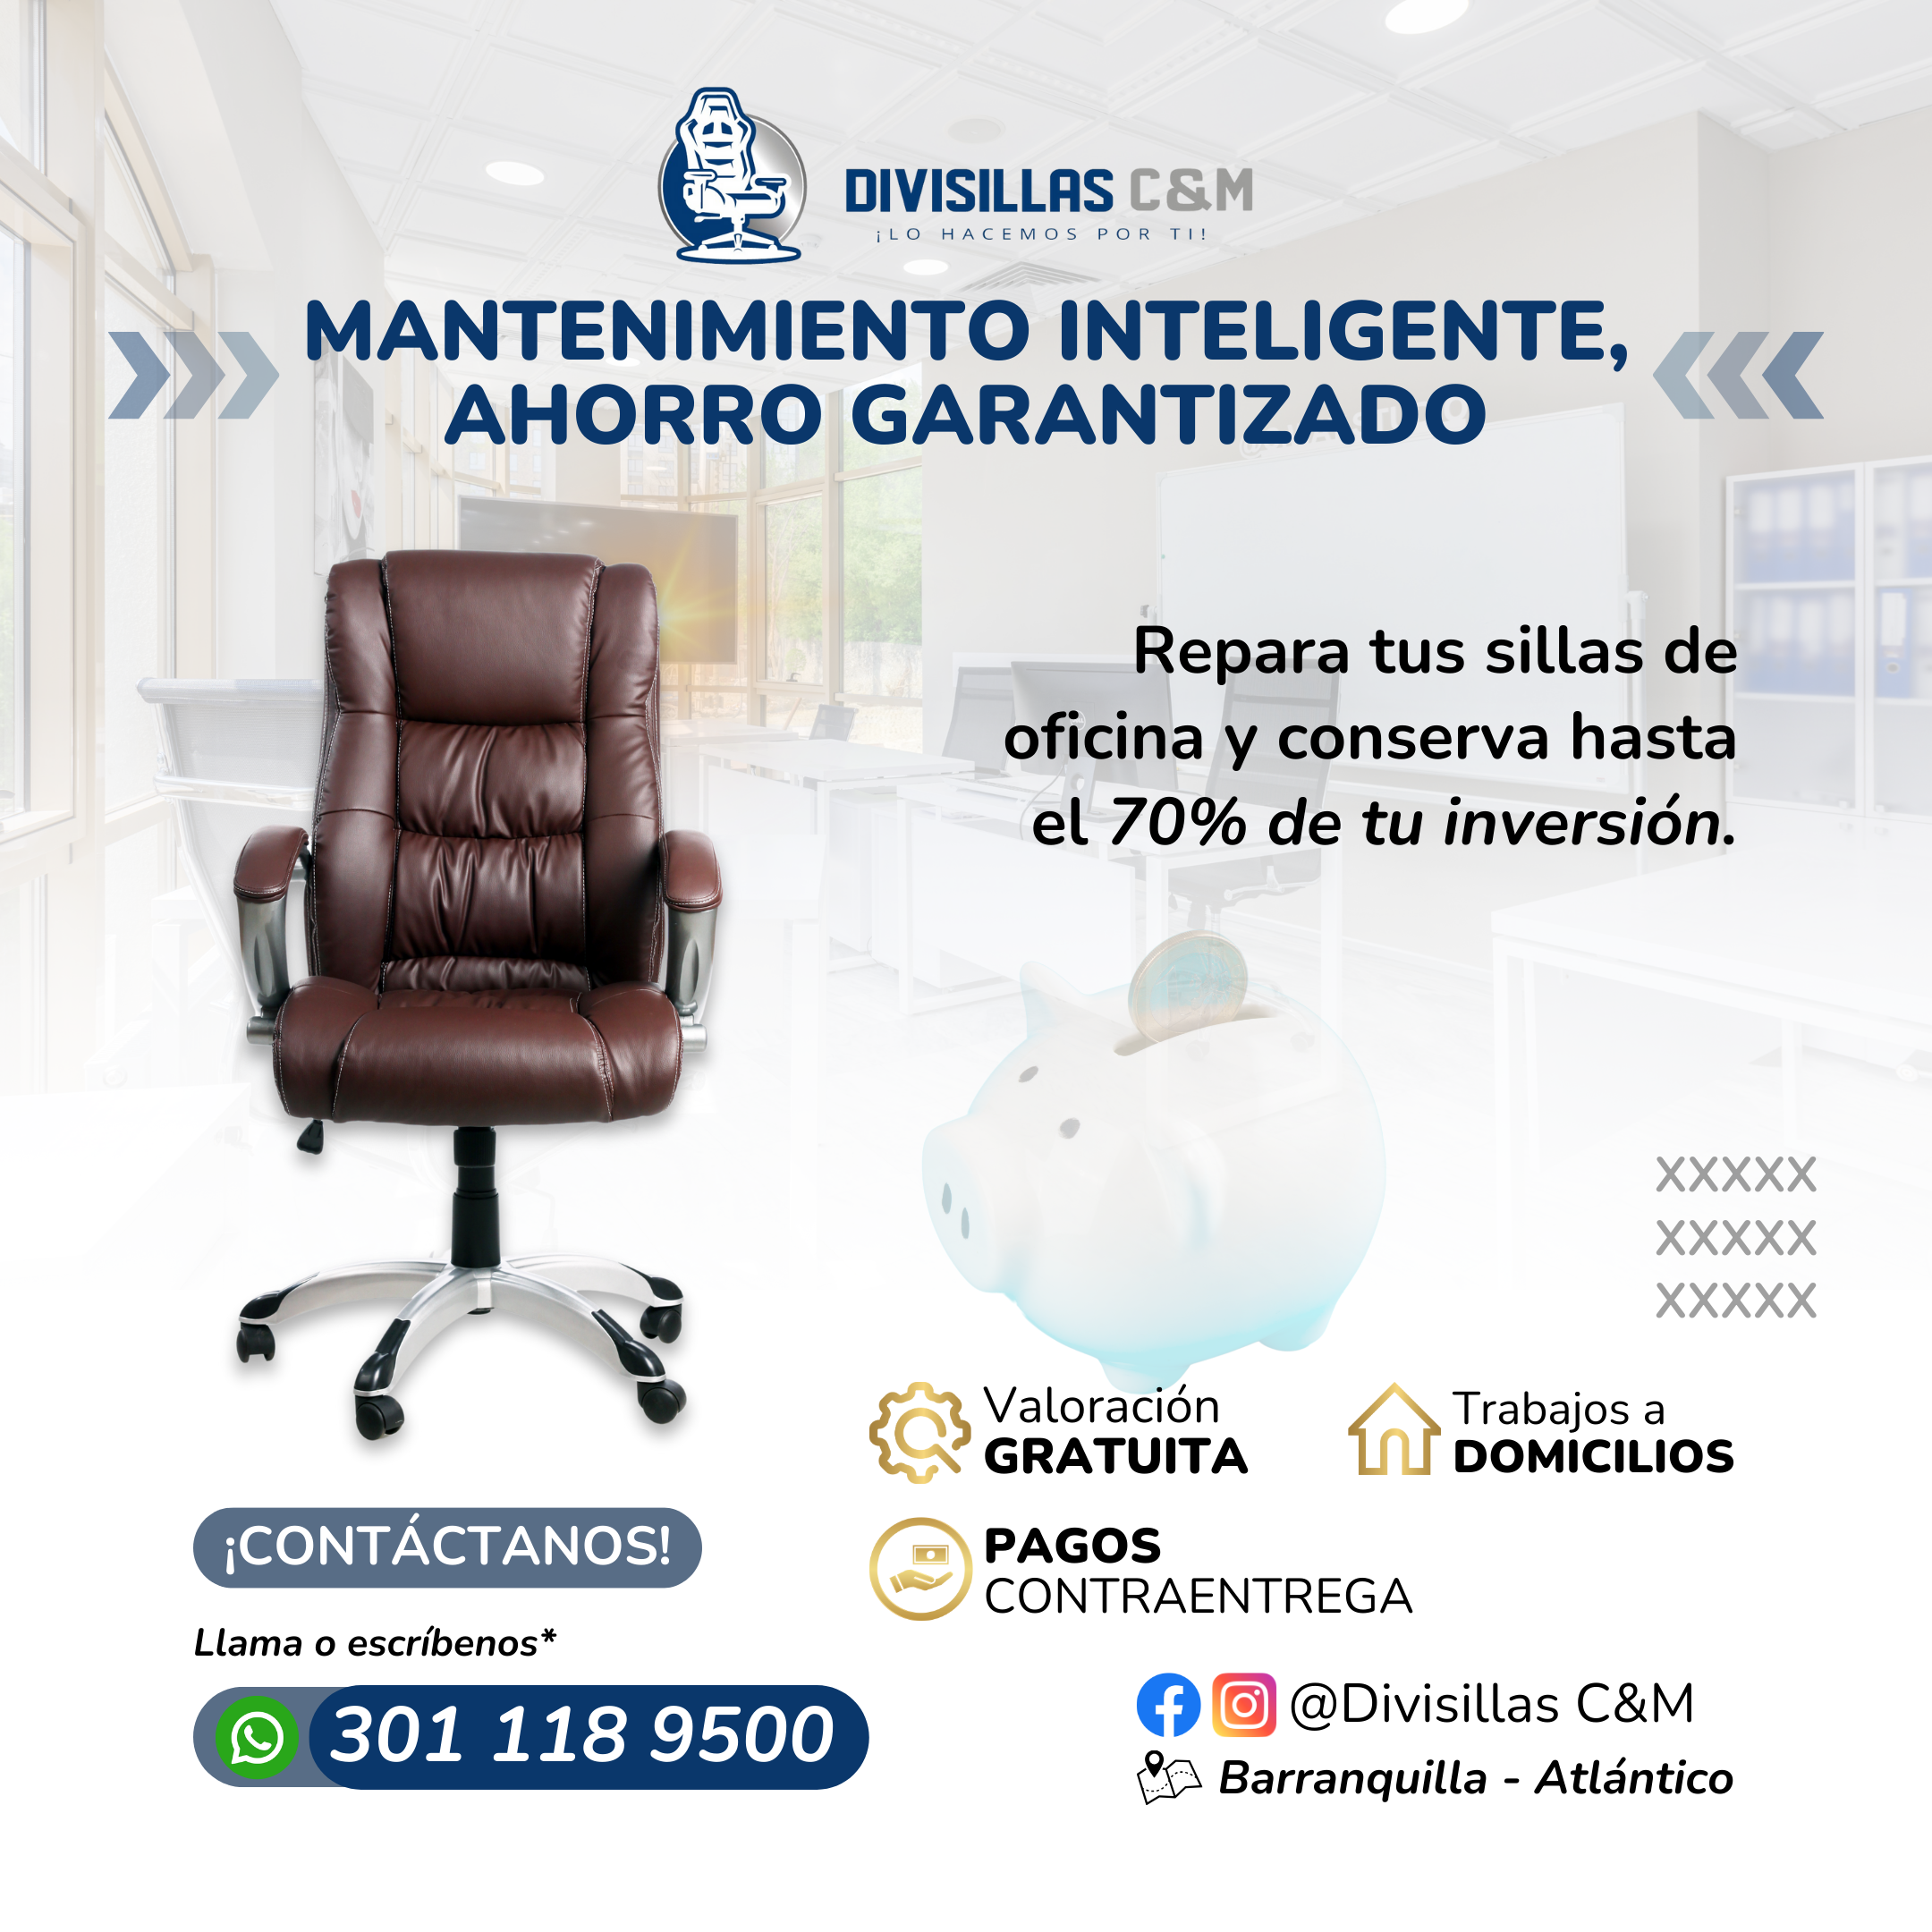 DIVISILLAS C&M
¡LO HACEMOS POR TI!
MANTENIMIENTO INTELIGENTE,
AHORRO GARANTIZADO
Repara tus sillas de
oficina y conserva hasta
el 70% de tu inversión.
XXXXX
XXXXX
XXXXX
Valoración
GRATUITA
Trabajos a
DOMICILIOS
PAGOS
CONTRAENTREGA
¡CONTÁCTANOS!
Llama o escríbenos*
301 118 9500
@Divisillas C&M
Barranquilla - Atlántico